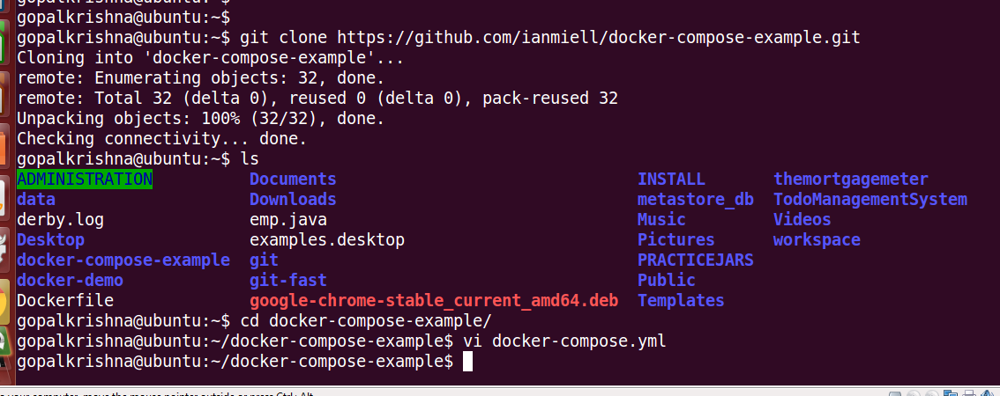 gopalkrishna@ubuntu:~$
gopalkrishna@ubuntu:~$ git clone https://github.com/ianmiell/docker-compose-example.git
Cloning into 'docker-compose-example'...
remote: Enumerating objects: 32, done.
remote: Total 32 (delta 0), reused 0 (delta 0), pack-reused 32
Unpacking objects: 100% (32/32), done.
Checking connectivity... done.
gopalkrishna@ubuntu:~$ ls
ADMINISTRATION Documents INSTALL themortgagemeter
data Downloads metastore_db TodoManagementSystem
derby.log emp.java Music Videos
Desktop examples.desktop Pictures workspace
docker-compose-example git PRACTICEJARS
docker-demo git-fast Public
Dockerfile google-chrome-stable_current_amd64.deb Templates
gopalkrishna@ubuntu:~$ cd docker-compose-example/
gopalkrishna@ubuntu:~/docker-compose-example$ vi docker-compose.yml
gopalkrishna@ubuntu:~/docker-compose-example$
your computer, move the mouse pointer outside or press Ctrl+Alt.